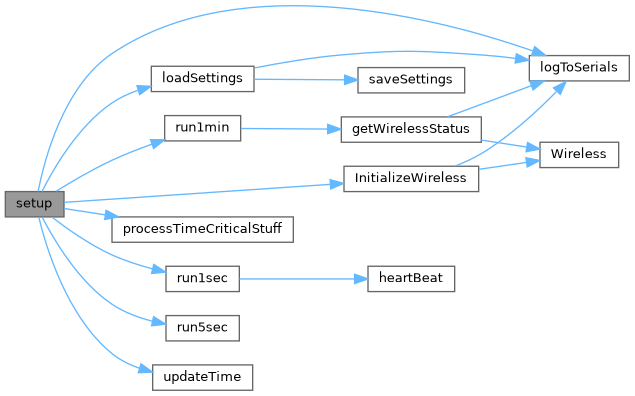 logToSerials
loadSettings
saveSettings
run1min
getWirelessStatus
Wireless
InitializeWireless
setup
processTimeCriticalStuff
run1sec
heartBeat
run5sec
updateTime